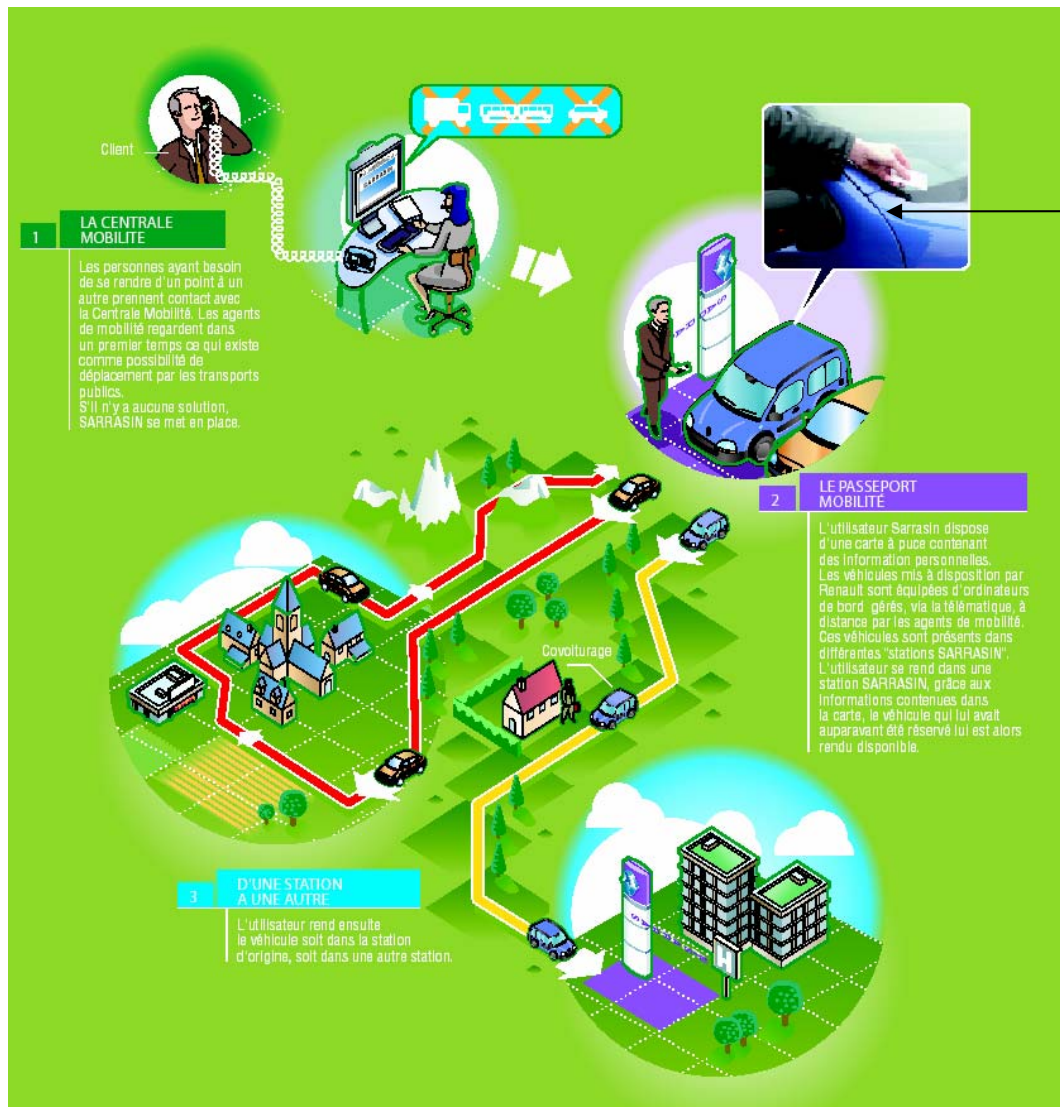 Client
1
LA CENTRALE
MOBILITE
Les personnes ayant besoin
de se rendre d'un point à un
autre prennent contact avec
la Centrale Mobilité. Les agents
de mobilité regardent dans
un premier temps ce qui existe
comme possibilité de
déplacement par les transports
publics.
S'il n'y a aucune solution,
SARRASIN se met en place.
SARRASIN
2
LE PASSEPORT
MOBILITÉ
L'utilisateur Sarrasin dispose
d'une carte à puce contenant
des information personnelles.
Les véhicules mis à disposition par
Renault sont équipées d'ordinateurs
de bord gérés, via la télématique, à
distance par les agents de mobilité.
Ces véhicules sont présents dans
différentes "stations SARRASIN".
L'utilisateur se rend dans une
station SARRASIN, grâce aux
informations contenues dans
la carte, le véhicule qui lui avait
auparavant été réservé lui est alors
rendu disponible.
Covoiturage
3
D'UNE STATION
A UNE AUTRE
L'utilisateur rend ensuite
le véhicule soit dans la station
d'origine, soit dans une autre station.
H